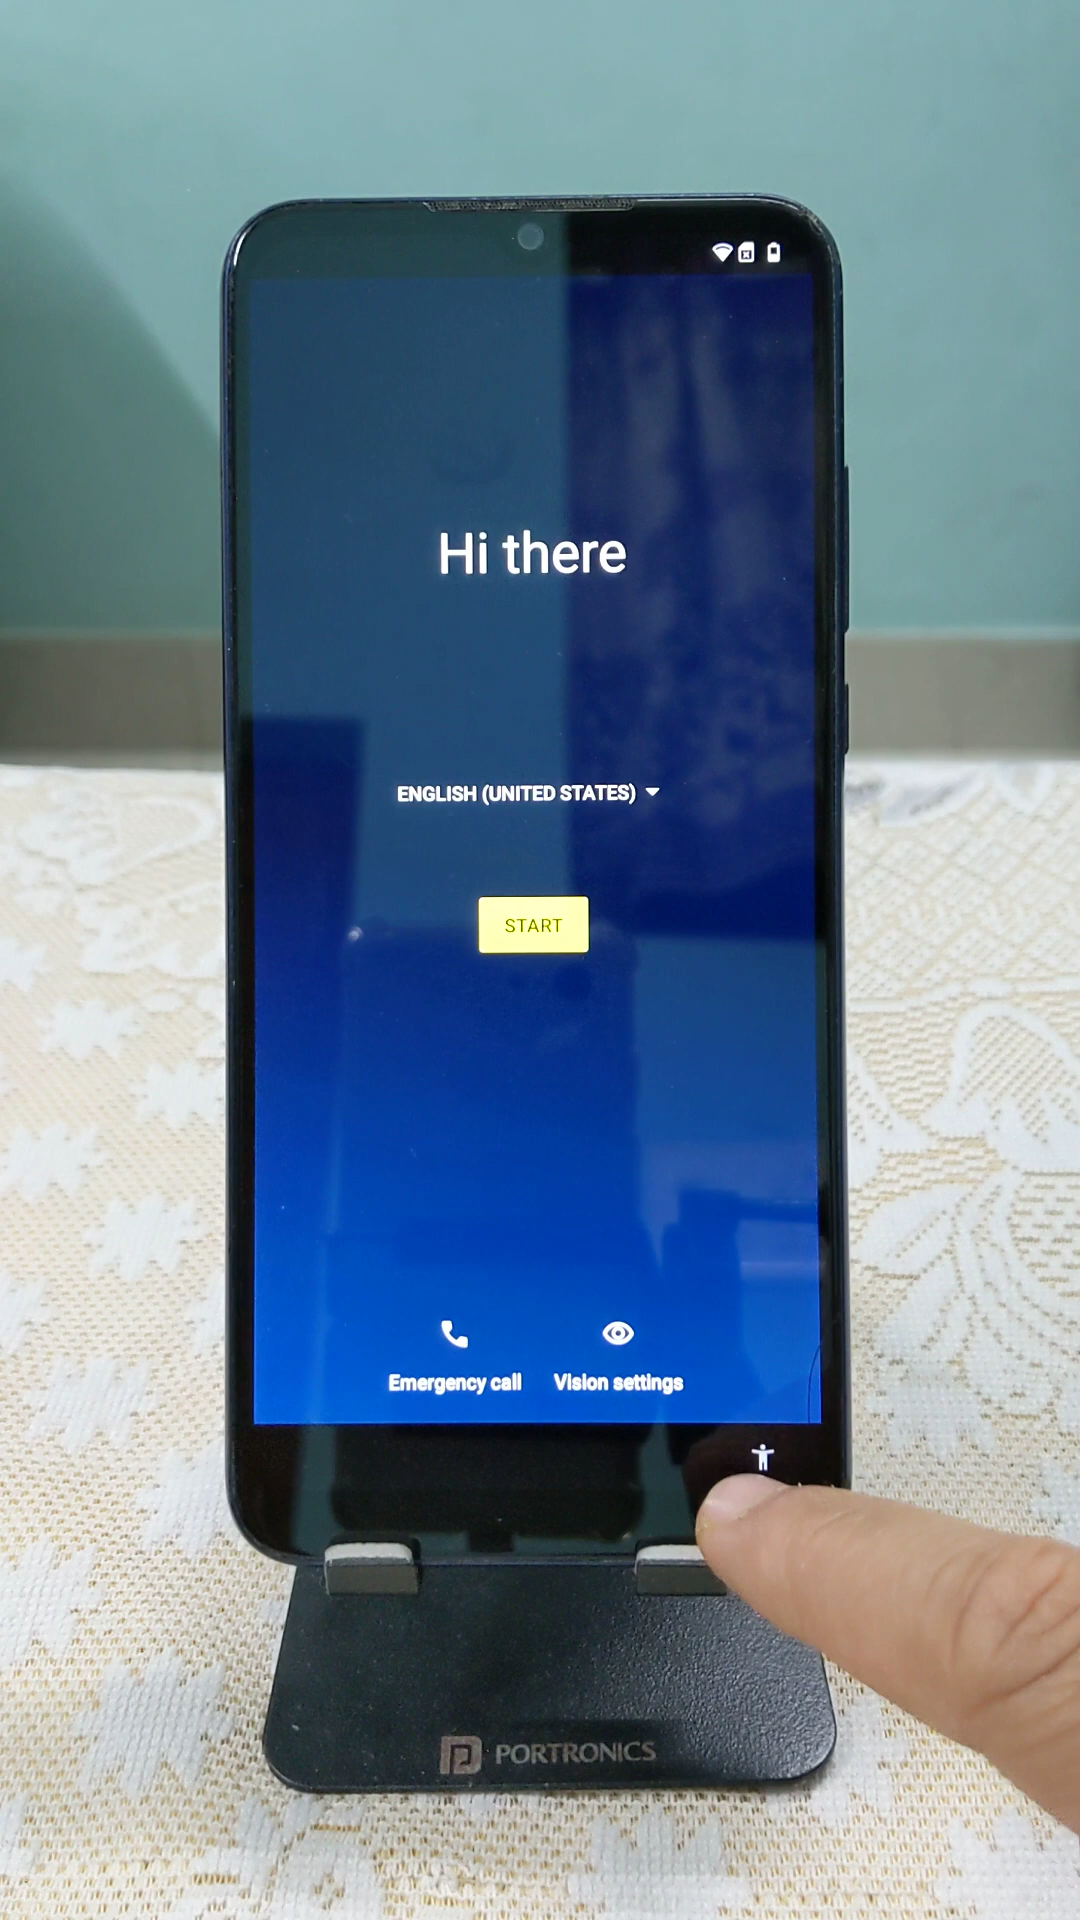 Hi there
ENGLISH (UNITED STATES)
START
Emergency call
Vision settings
PORTRONICS